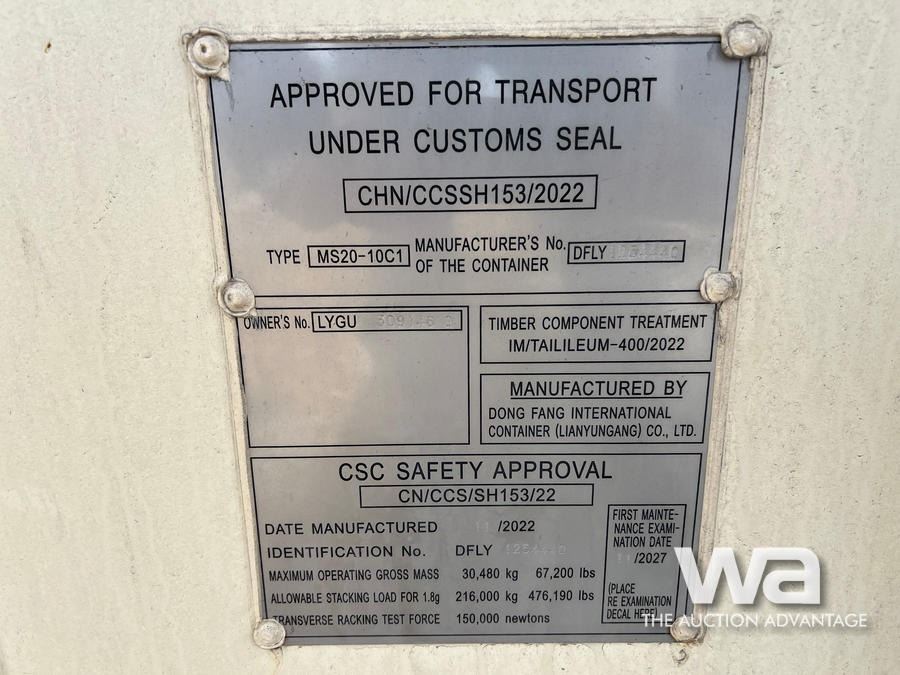 APPROVED FOR TRANSPORT
UNDER CUSTOMS SEAL
CHN/CCSSH153/2022
TYPE MS20-10C1 MANUFACTURER'S No. OF THE CONTAINER DFLY
OWNER'S No. LYGU
TIMBER COMPONENT TREATMENT
IM/TAILILEUM-400/2022
MANUFACTURED BY
DONG FANG INTERNATIONAL
CONTAINER (LIANYUNGANG) CO., LTD.
CSC SAFETY APPROVAL
CN/CCS/SH153/22
DATE MANUFACTURED 11/2022
IDENTIFICATION No. DFLY
MAXIMUM OPERATING GROSS MASS 30,480 kg 67,200 lbs
ALLOWABLE STACKING LOAD FOR 1.8g 216,000 kg 476,190 lbs
TRANSVERSE RACKING TEST FORCE 150,000 newtons
FIRST MAINTE-
NANCE EXAMI-
NATION DATE
11/2027
(PLACE
RE EXAMINATION
DECAL HERE)
wa
THE AUCTION ADVANTAGE